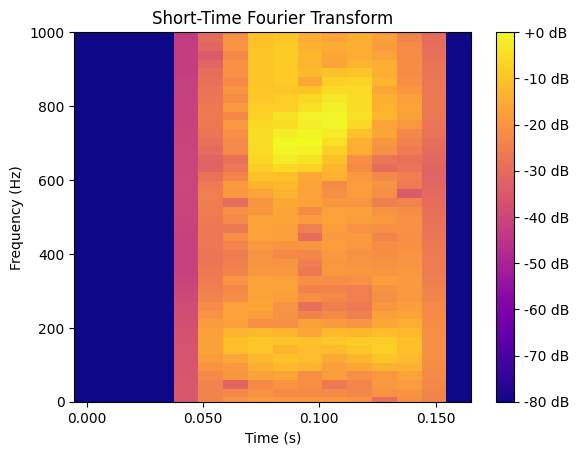 Short-Time Fourier Transform
Frequency (Hz)
1000
800
600
400
200
0
0.000
0.050
0.100
0.150
Time (s)
+0 dB
-10 dB
-20 dB
-30 dB
-40 dB
-50 dB
-60 dB
-70 dB
-80 dB